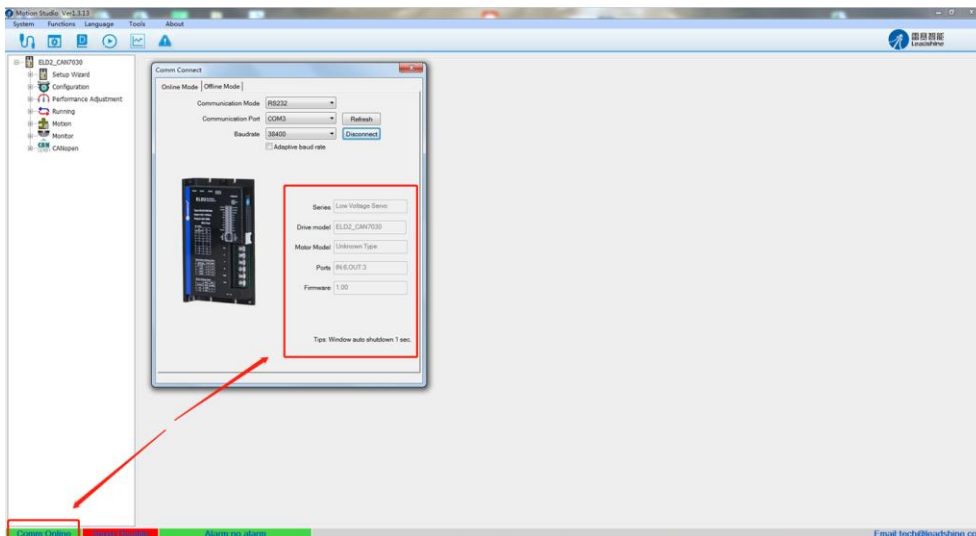 Motion Studio Ver1.3.13
System Functions Language Tools About
雷赛智能
Leadshine
ELD2_CAN7030
Setup Wizard
Configuration
Performance Adjustment
Running
Motion
Monitor
CANopen
Comm Connect
Online Mode Offline Mode
Communication Mode RS232
Communication Port COM3 Refresh
Baudrate 38400 Disconnect
Adaptive baud rate
Series Low Voltage Servo
Drive model ELD2_CAN7030
Motor Model Unknown Type
Ports IN:6,OUT:3
Firmware 1.00
Tips: Window auto shutdown 1 sec.
Comm Online
Alarm no alarm
Email tech@leadshine.co